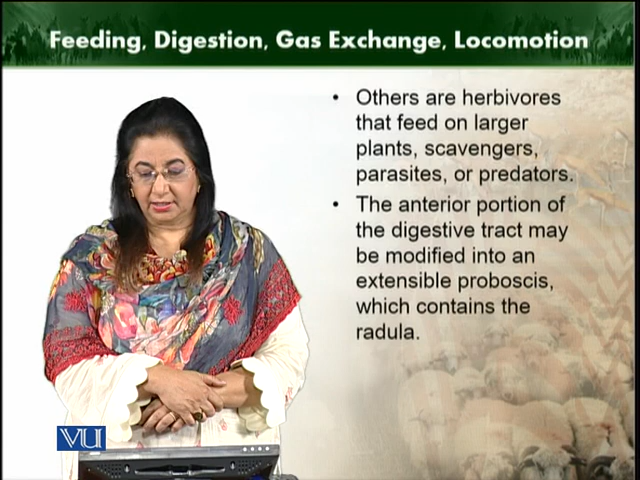 Feeding, Digestion, Gas Exchange, Locomotion
• Others are herbivores
that feed on larger
plants, scavengers,
parasites, or predators.
• The anterior portion of
the digestive tract may
be modified into an
extensible proboscis,
which contains the
radula.
VU